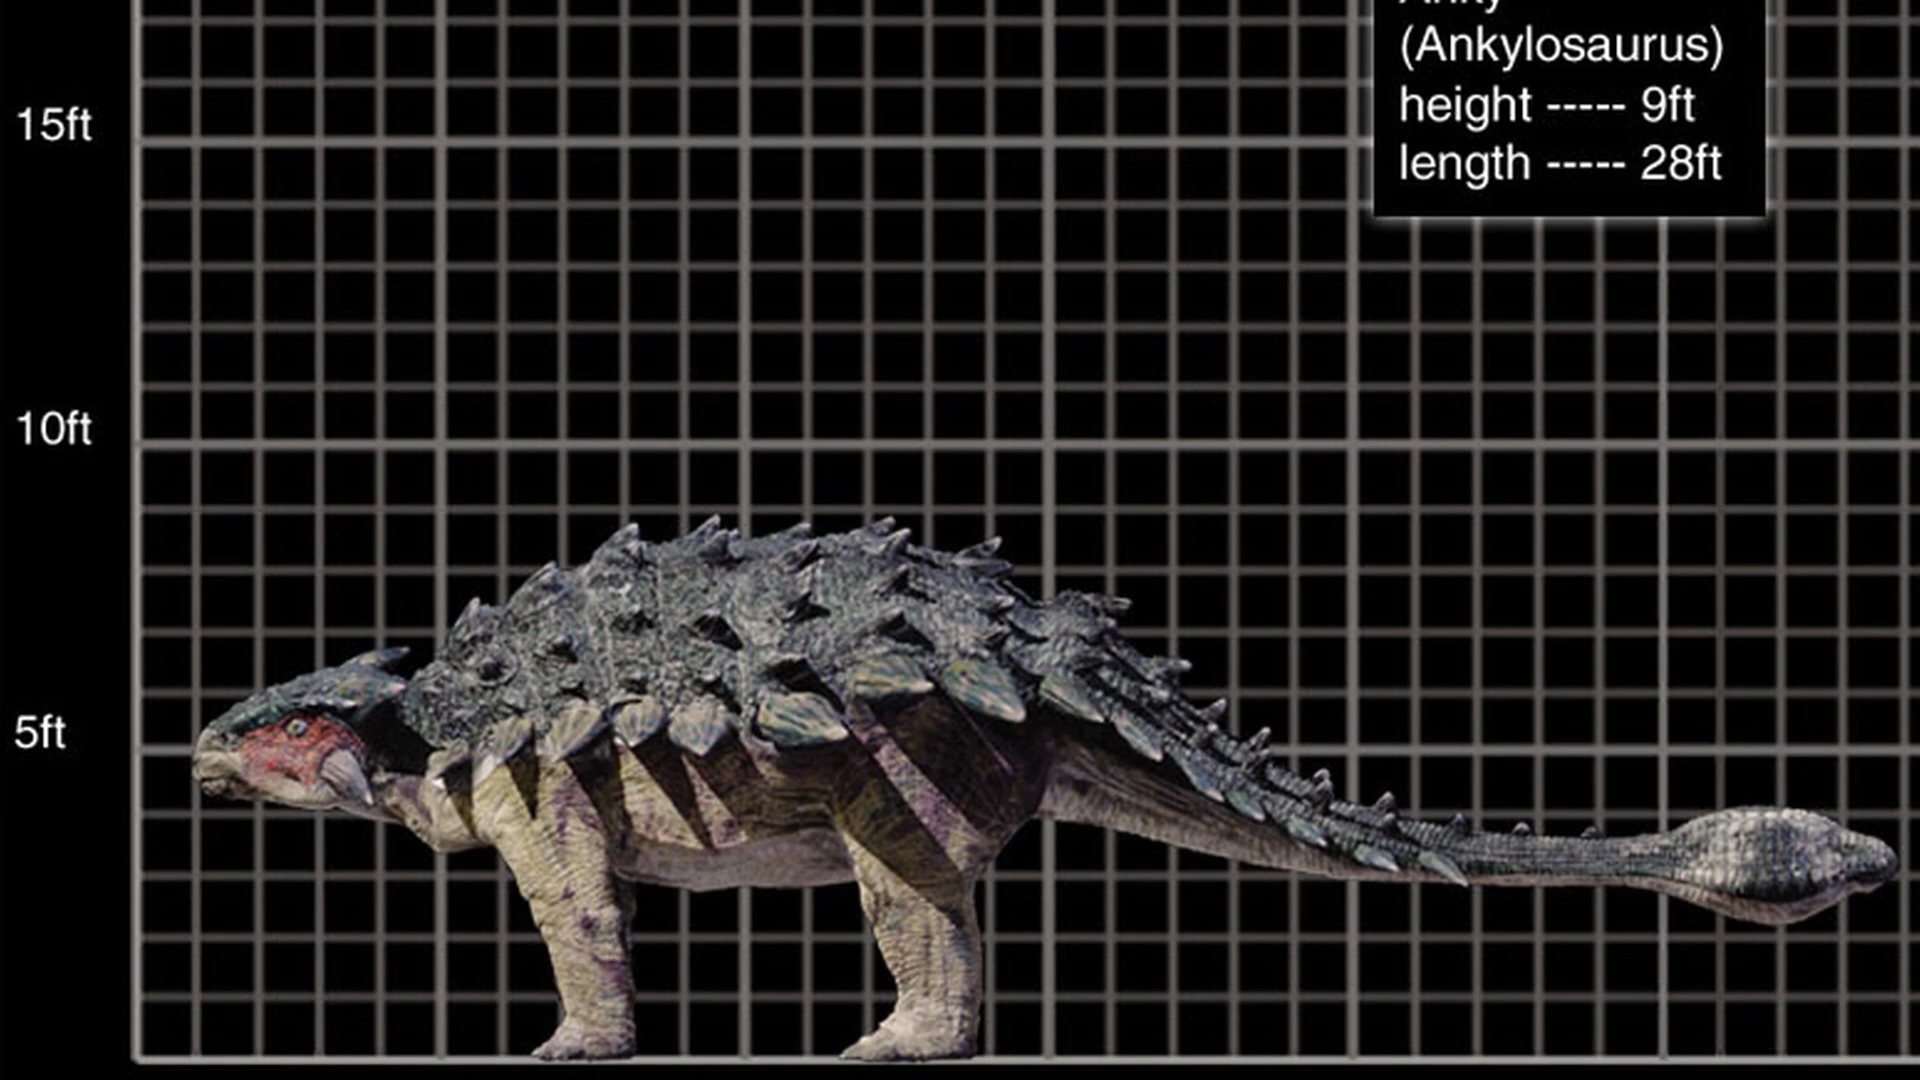 (Ankylosaurus)
height ----- 9ft
length ----- 28ft
15ft
10ft
5ft